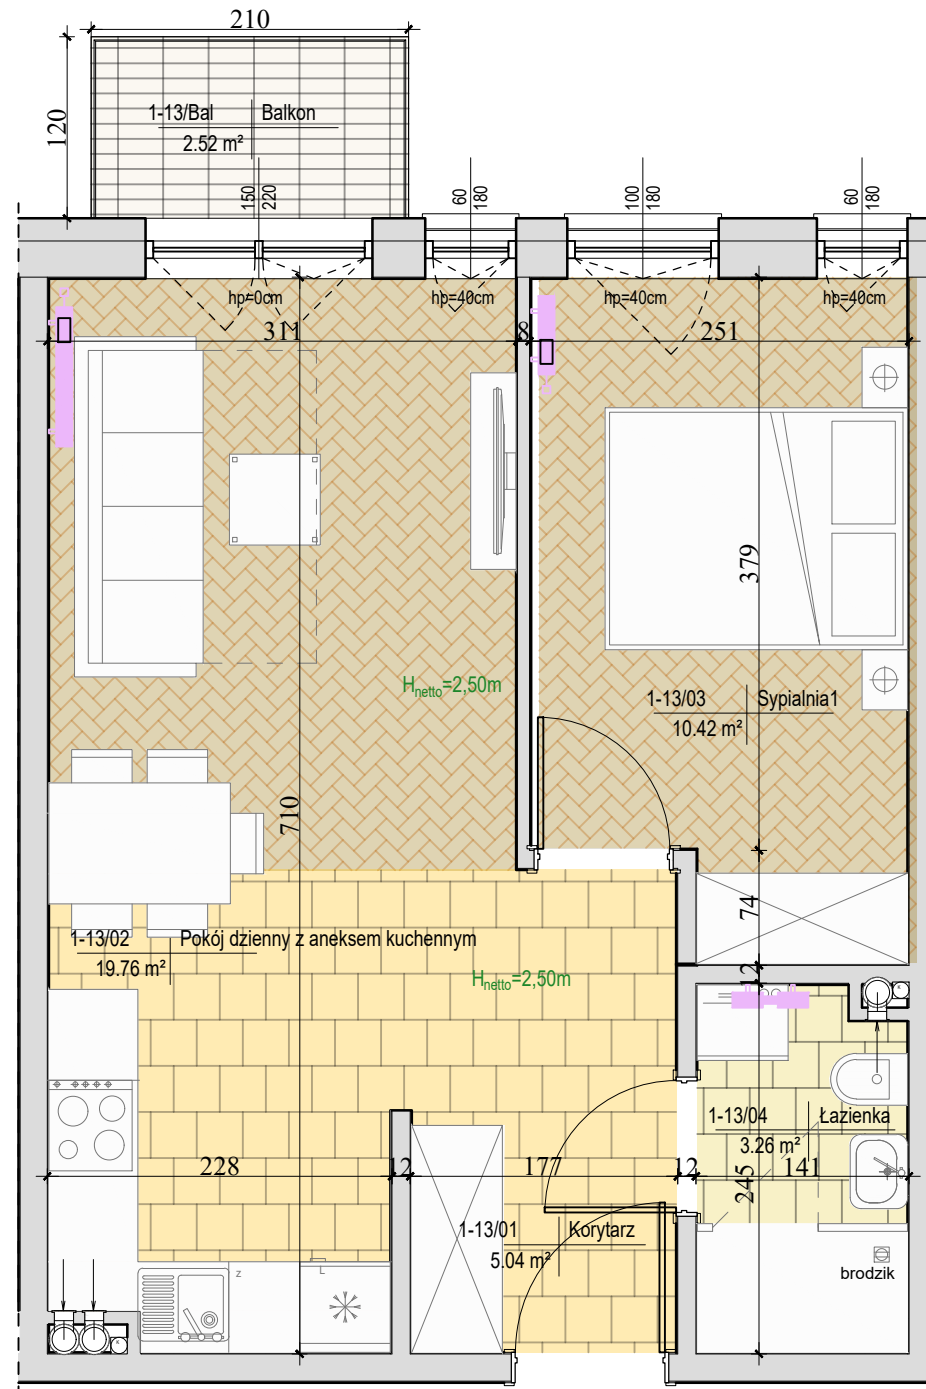 210
120
1-13/Bal Balkon
2.52 m²
150
220
60
180
100
180
60
180
hp=0cm
hp=40cm
hp=40cm
hp=40cm
311
8
251
379
Hnetto=2,50m
1-13/03 Sypialnia1
10.42 m²
710
74
1-13/02 Pokój dzienny z aneksem kuchennym
19.76 m²
Hnetto=2,50m
12
1-13/04 Łazienka
3.26 m²
228
12
177
12
141
245
1-13/01 Korytarz
5.04 m²
z
L
brodzik